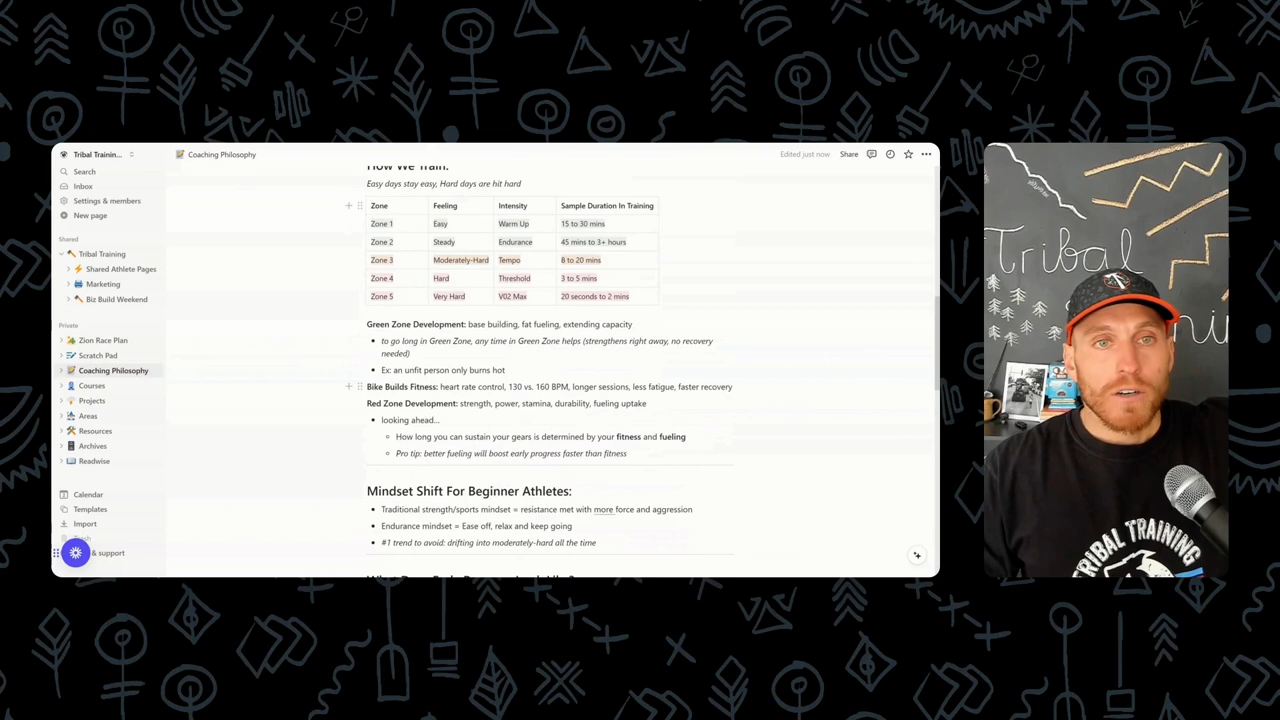 Tribal Trainin...
Coaching Philosophy
Edited just now
Share
Search
Inbox
Settings & members
New page
Shared
Tribal Training
Shared Athlete Pages
Marketing
Biz Build Weekend
Private
Zion Race Plan
Scratch Pad
Coaching Philosophy
Courses
Projects
Areas
Resources
Archives
Readwise
Calendar
Templates
Import
Trash
& support
How We Train:
Easy days stay easy, Hard days are hit hard
Zone Feeling Intensity Sample Duration In Training
Zone 1 Easy Warm Up 15 to 30 mins
Zone 2 Steady Endurance 45 mins to 3+ hours
Zone 3 Moderately-Hard Tempo 8 to 20 mins
Zone 4 Hard Threshold 3 to 5 mins
Zone 5 Very Hard V02 Max 20 seconds to 2 mins
Green Zone Development: base building, fat fueling, extending capacity
to go long in Green Zone, any time in Green Zone helps (strengthens right away, no recovery
needed)
Ex: an unfit person only burns hot
Bike Builds Fitness: heart rate control, 130 vs. 160 BPM, longer sessions, less fatigue, faster recovery
Red Zone Development: strength, power, stamina, durability, fueling uptake
looking ahead...
How long you can sustain your gears is determined by your fitness and fueling
Pro tip: better fueling will boost early progress faster than fitness
Mindset Shift For Beginner Athletes:
Traditional strength/sports mindset = resistance met with more force and aggression
Endurance mindset = Ease off, relax and keep going
#1 trend to avoid: drifting into moderately-hard all the time
Tribal
TRIBAL TRAINING